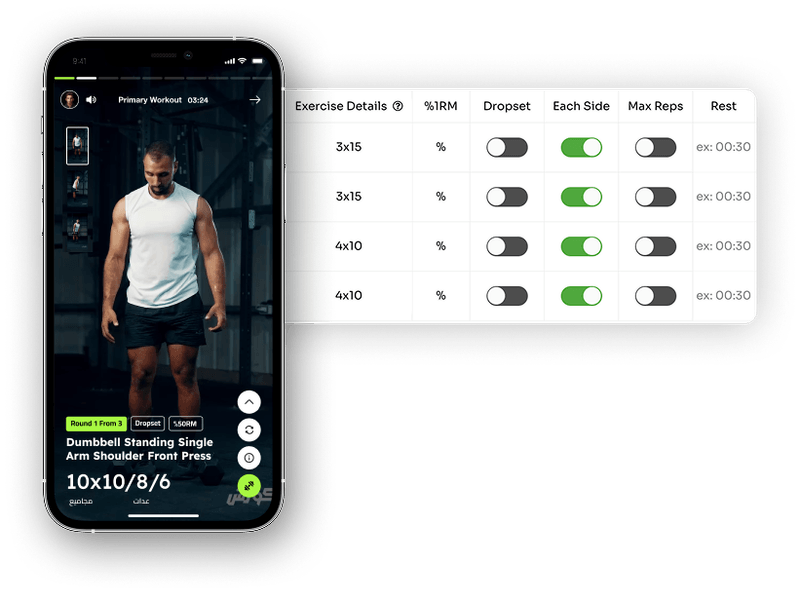 9:41
Primary Workout 03:24
Round 1 From 3 Dropset %50RM
Dumbbell Standing Single
Arm Shoulder Front Press
10x10/8/6
مجاميع عدات
كورس
Exercise Details ? %1RM Dropset Each Side Max Reps Rest
3x15 % ex: 00:30
3x15 % ex: 00:30
4x10 % ex: 00:30
4x10 % ex: 00:30